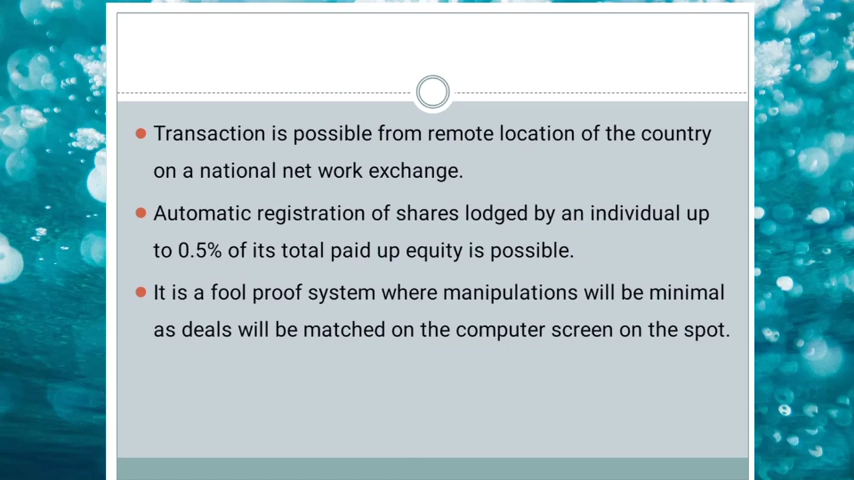 Transaction is possible from remote location of the country
on a national net work exchange.
Automatic registration of shares lodged by an individual up
to 0.5% of its total paid up equity is possible.
It is a fool proof system where manipulations will be minimal
as deals will be matched on the computer screen on the spot.